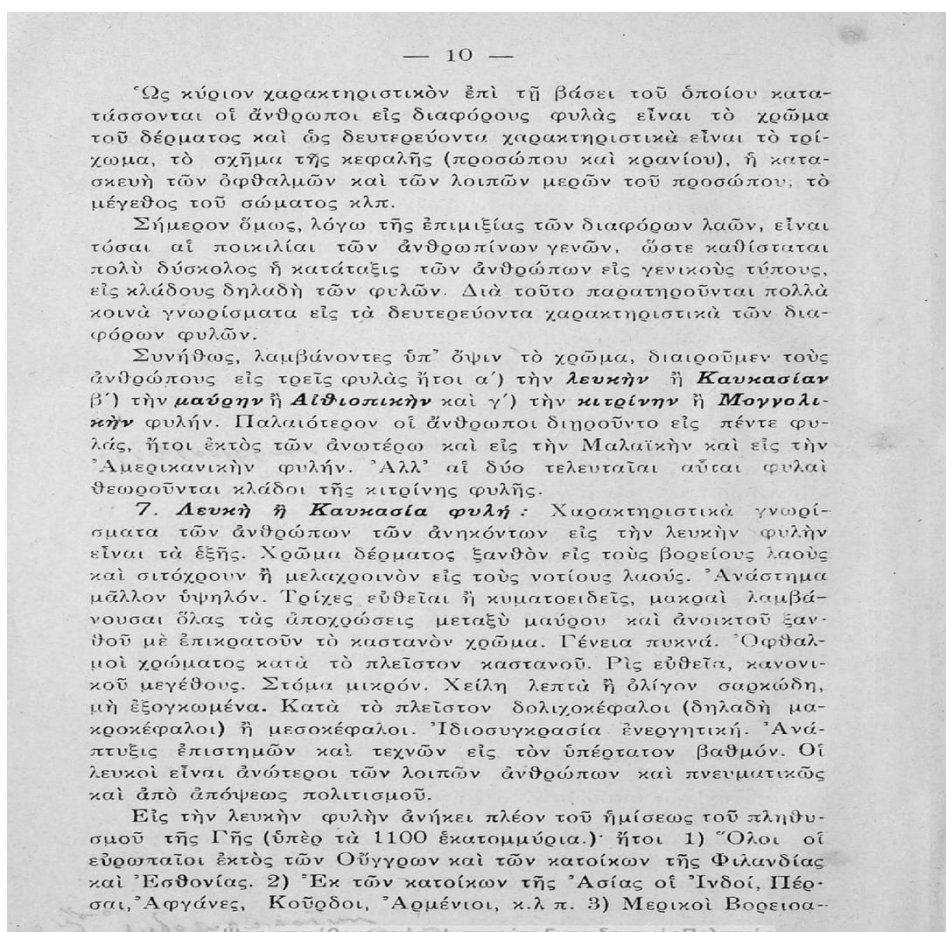 — 10 —
Ὡς κύριον χαρακτηριστικὸν ἐπὶ τῇ βάσει τοῦ ὁποίου κατα-
τάσσονται οἱ ἄνθρωποι εἰς διαφόρους φυλὰς εἶναι τὸ χρῶμα
τοῦ δέρματος καὶ ὡς δευτερεύοντα χαρακτηριστικὰ εἶναι τὸ τρί-
χωμα, τὸ σχῆμα τῆς κεφαλῆς (προσώπου καὶ κρανίου), ἡ κατα-
σκευὴ τῶν ὀφθαλμῶν καὶ τῶν λοιπῶν μερῶν τοῦ προσώπου, τὸ
μέγεθος τοῦ σώματος κλπ.
Σήμερον ὅμως, λόγω τῆς ἐπιμιξίας τῶν διαφόρων λαῶν, εἶναι
τόσαι αἱ ποικιλίαι τῶν ἀνθρωπίνων γενῶν, ὥστε καθίσταται
πολὺ δύσκολος ἡ κατάταξις τῶν ἀνθρώπων εἰς γενικοὺς τύπους,
εἰς κλάδους δηλαδὴ τῶν φυλῶν. Διὰ τοῦτο παρατηροῦνται πολλὰ
κοινὰ γνωρίσματα εἰς τὰ δευτερεύοντα χαρακτηριστικὰ τῶν δια-
φόρων φυλῶν.
Συνήθως, λαμβάνοντες ὑπ' ὄψιν τὸ χρῶμα, διαιροῦμεν τοὺς
ἀνθρώπους εἰς τρεῖς φυλὰς ἤτοι α΄) τὴν λευκὴν ἢ Καυκασίαν
β΄) τὴν μαύρην ἢ Αἰθιοπικὴν καὶ γ΄) τὴν κιτρίνην ἢ Μογγολι-
κὴν φυλήν. Παλαιότερον οἱ ἄνθρωποι διῃροῦντο εἰς πέντε φυ-
λάς, ἤτοι ἐκτὸς τῶν ἀνωτέρω καὶ εἰς τὴν Μαλαϊκὴν καὶ εἰς τὴν
Ἀμερικανικὴν φυλήν. Ἀλλ' αἱ δύο τελευταῖαι αὗται φυλαὶ
θεωροῦνται κλάδοι τῆς κιτρίνης φυλῆς.
7. Λευκὴ ἢ Καυκασία φυλή : Χαρακτηριστικὰ γνωρί-
σματα τῶν ἀνθρώπων τῶν ἀνηκόντων εἰς τὴν λευκὴν φυλὴν
εἶναι τὰ ἑξῆς. Χρῶμα δέρματος ξανθὸν εἰς τοὺς βορείους λαοὺς
καὶ σιτόχρουν ἢ μελαχροινὸν εἰς τοὺς νοτίους λαούς. Ἀνάστημα
μᾶλλον ὑψηλόν. Τρίχες εὐθεῖαι ἢ κυματοειδεῖς, μακραὶ λαμβά-
νουσαι ὅλας τὰς ἀποχρώσεις μεταξὺ μαύρου καὶ ἀνοικτοῦ ξαν-
θοῦ μὲ ἐπικρατοῦν τὸ καστανὸν χρῶμα. Γένεια πυκνά. Ὀφθαλ-
μοὶ χρώματος κατὰ τὸ πλεῖστον καστανοῦ. Ρὶς εὐθεῖα, κανονι-
κοῦ μεγέθους. Στόμα μικρόν. Χείλη λεπτὰ ἢ ὀλίγον σαρκώδη,
μὴ ἐξογκωμένα. Κατὰ τὸ πλεῖστον δολιχοκέφαλοι (δηλαδὴ μα-
κροκέφαλοι) ἢ μεσοκέφαλοι. Ἰδιοσυγκρασία ἐνεργητική. Ἀνά-
πτυξις ἐπιστημῶν καὶ τεχνῶν εἰς τὸν ὑπέρτατον βαθμόν. Οἱ
λευκοὶ εἶναι ἀνώτεροι τῶν λοιπῶν ἀνθρώπων καὶ πνευματικῶς
καὶ ἀπὸ ἀπόψεως πολιτισμοῦ.
Εἰς τὴν λευκὴν φυλὴν ἀνήκει πλέον τοῦ ἡμίσεως τοῦ πληθυ-
σμοῦ τῆς Γῆς (ὑπὲρ τὰ 1100 ἑκατομμύρια.)· ἤτοι 1) Ὅλοι οἱ
εὐρωπαῖοι ἐκτὸς τῶν Οὕγγρων καὶ τῶν κατοίκων τῆς Φιλανδίας
καὶ Ἐσθονίας. 2) Ἐκ τῶν κατοίκων τῆς Ἀσίας οἱ Ἰνδοί, Πέρ-
σαι, Ἀφγάνες, Κοῦρδοι, Ἀρμένιοι, κ.λ π. 3) Μερικοὶ Βορειοα-